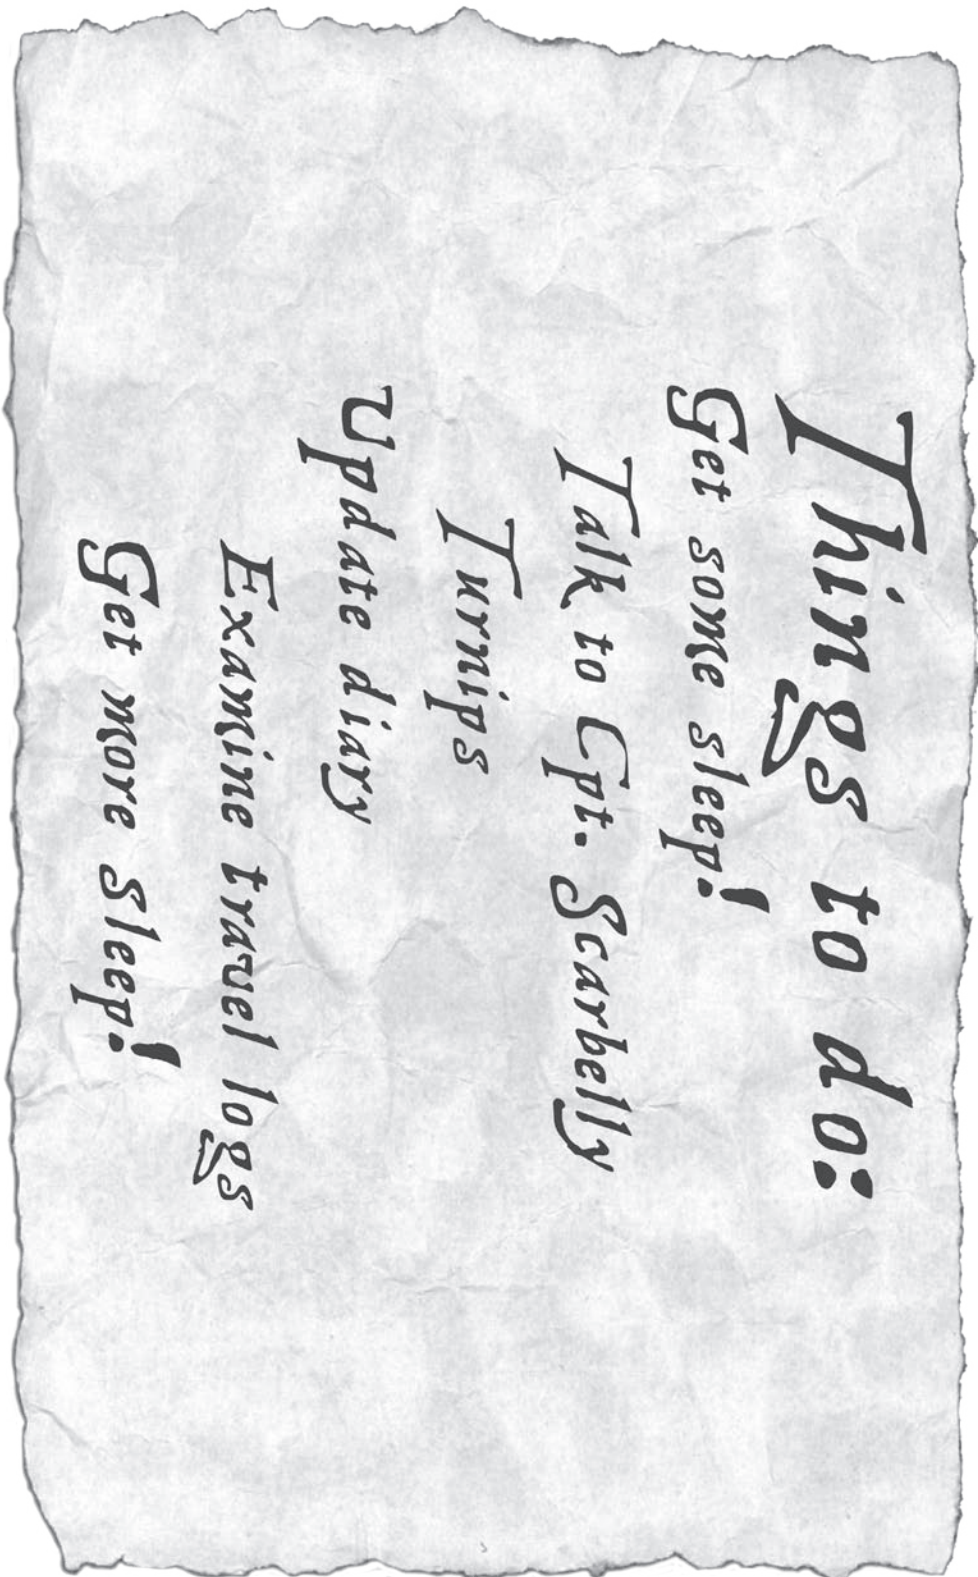 Things to do:
Get some sleep!
Talk to Cpt. Scarbelly
Turnips
Update diary
Examine travel logs
Get more sleep!